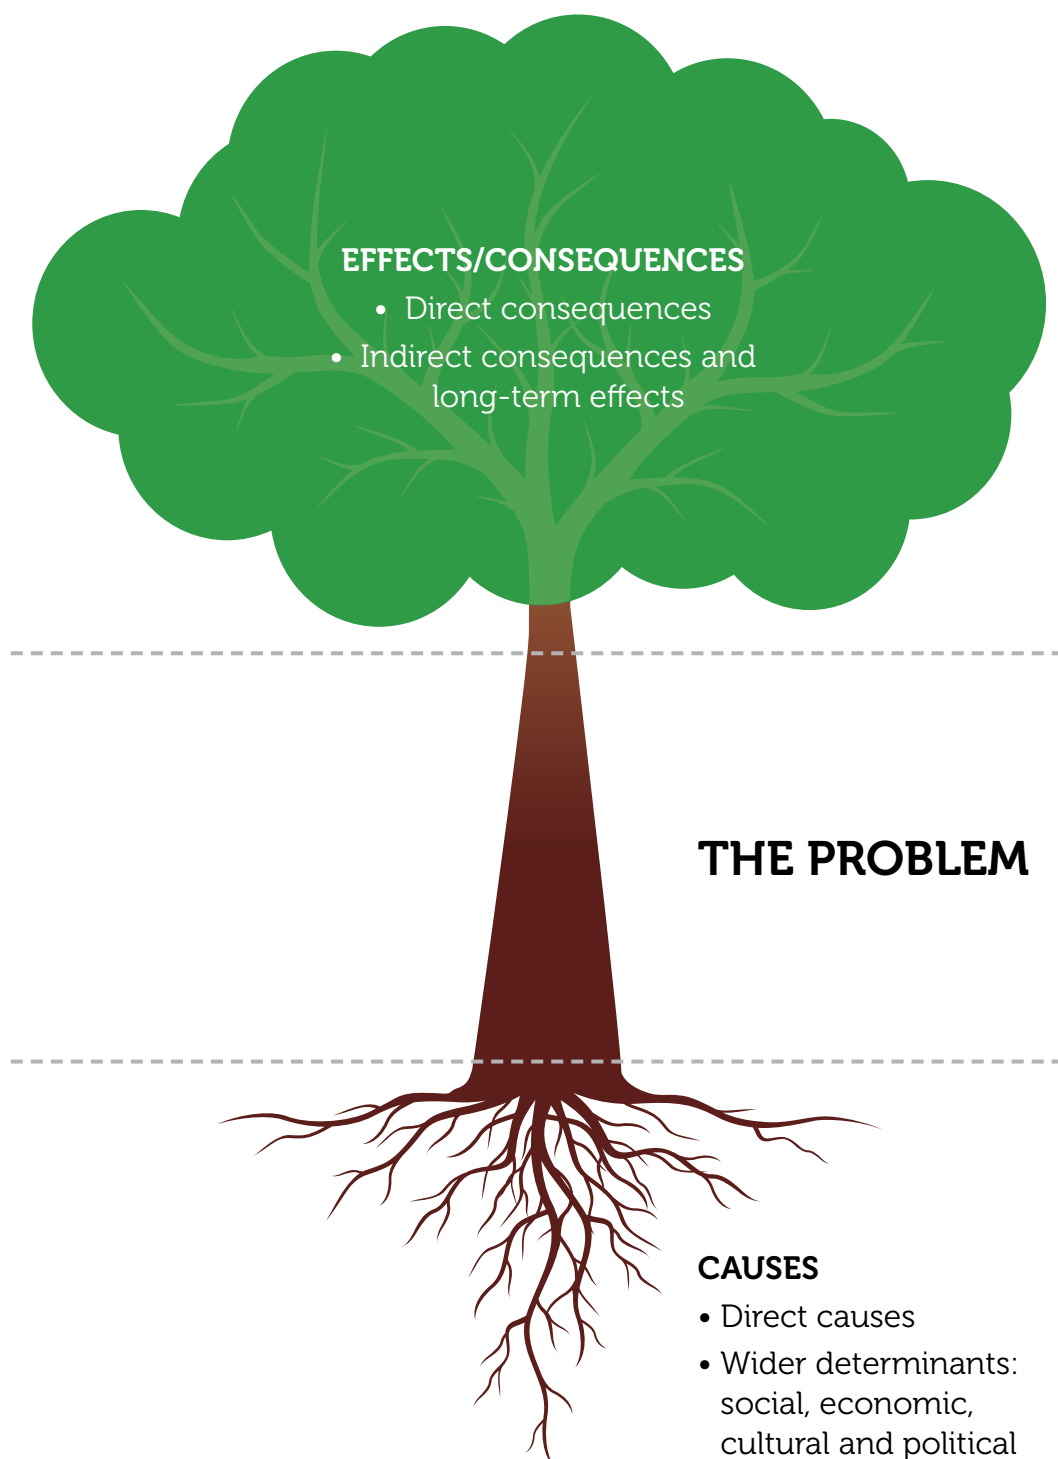 EFFECTS/CONSEQUENCES
• Direct consequences
• Indirect consequences and
long-term effects
THE PROBLEM
CAUSES
• Direct causes
• Wider determinants:
social, economic,
cultural and political